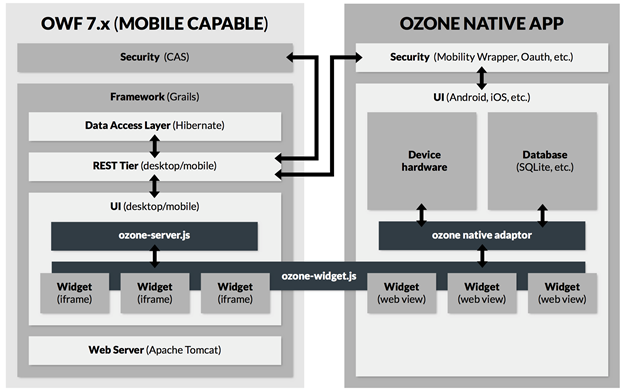 OWF 7.x (MOBILE CAPABLE)
Security (CAS)
Framework (Grails)
Data Access Layer (Hibernate)
REST Tier (desktop/mobile)
UI (desktop/mobile)
ozone-server.js
ozone-widget.js
Widget
(iframe)
Widget
(iframe)
Widget
(iframe)
Web Server (Apache Tomcat)
OZONE NATIVE APP
Security (Mobility Wrapper, Oauth, etc.)
UI (Android, iOS, etc.)
Device
hardware
Database
(SQLite, etc.)
ozone native adaptor
Widget
(web view)
Widget
(web view)
Widget
(web view)